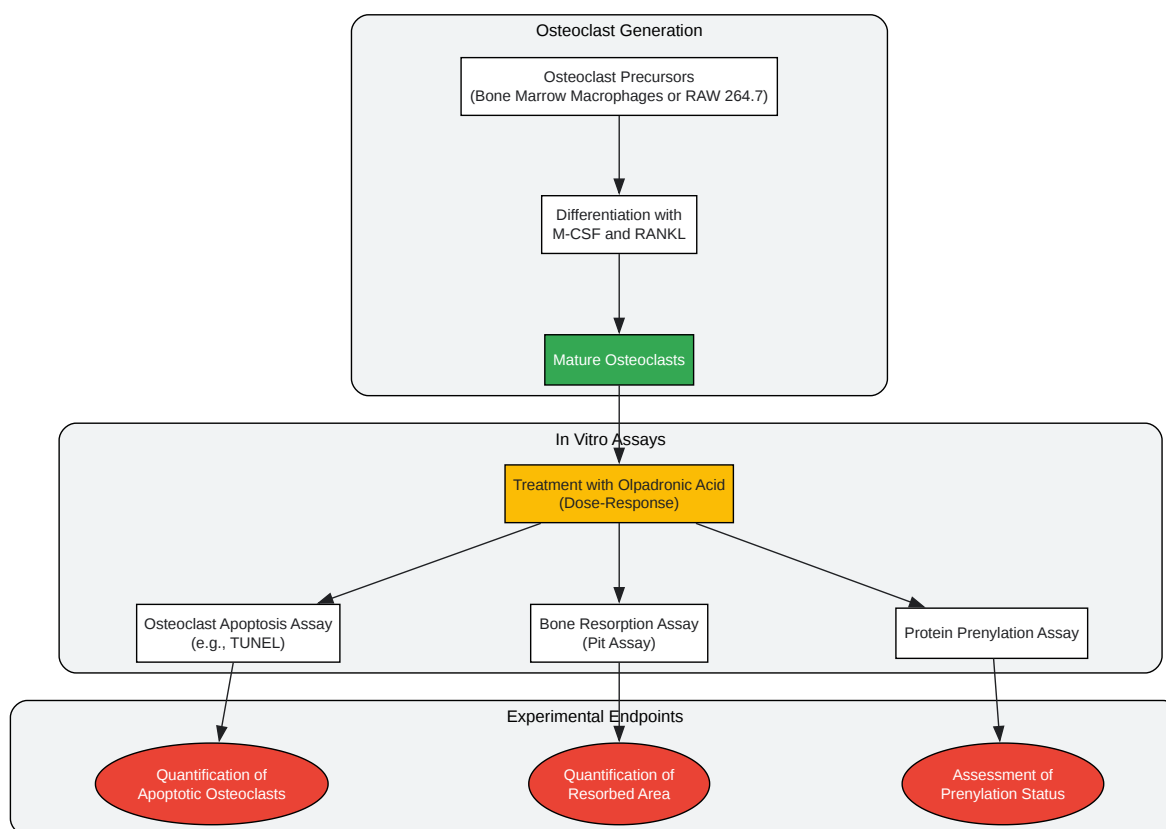 Osteoclast Generation
Osteoclast Precursors
(Bone Marrow Macrophages or RAW 264.7)
Differentiation with
M-CSF and RANKL
Mature Osteoclasts
In Vitro Assays
Treatment with Olpadronic Acid
(Dose-Response)
Osteoclast Apoptosis Assay
(e.g., TUNEL)
Bone Resorption Assay
(Pit Assay)
Protein Prenylation Assay
Experimental Endpoints
Quantification of
Apoptotic Osteoclasts
Quantification of
Resorbed Area
Assessment of
Prenylation Status